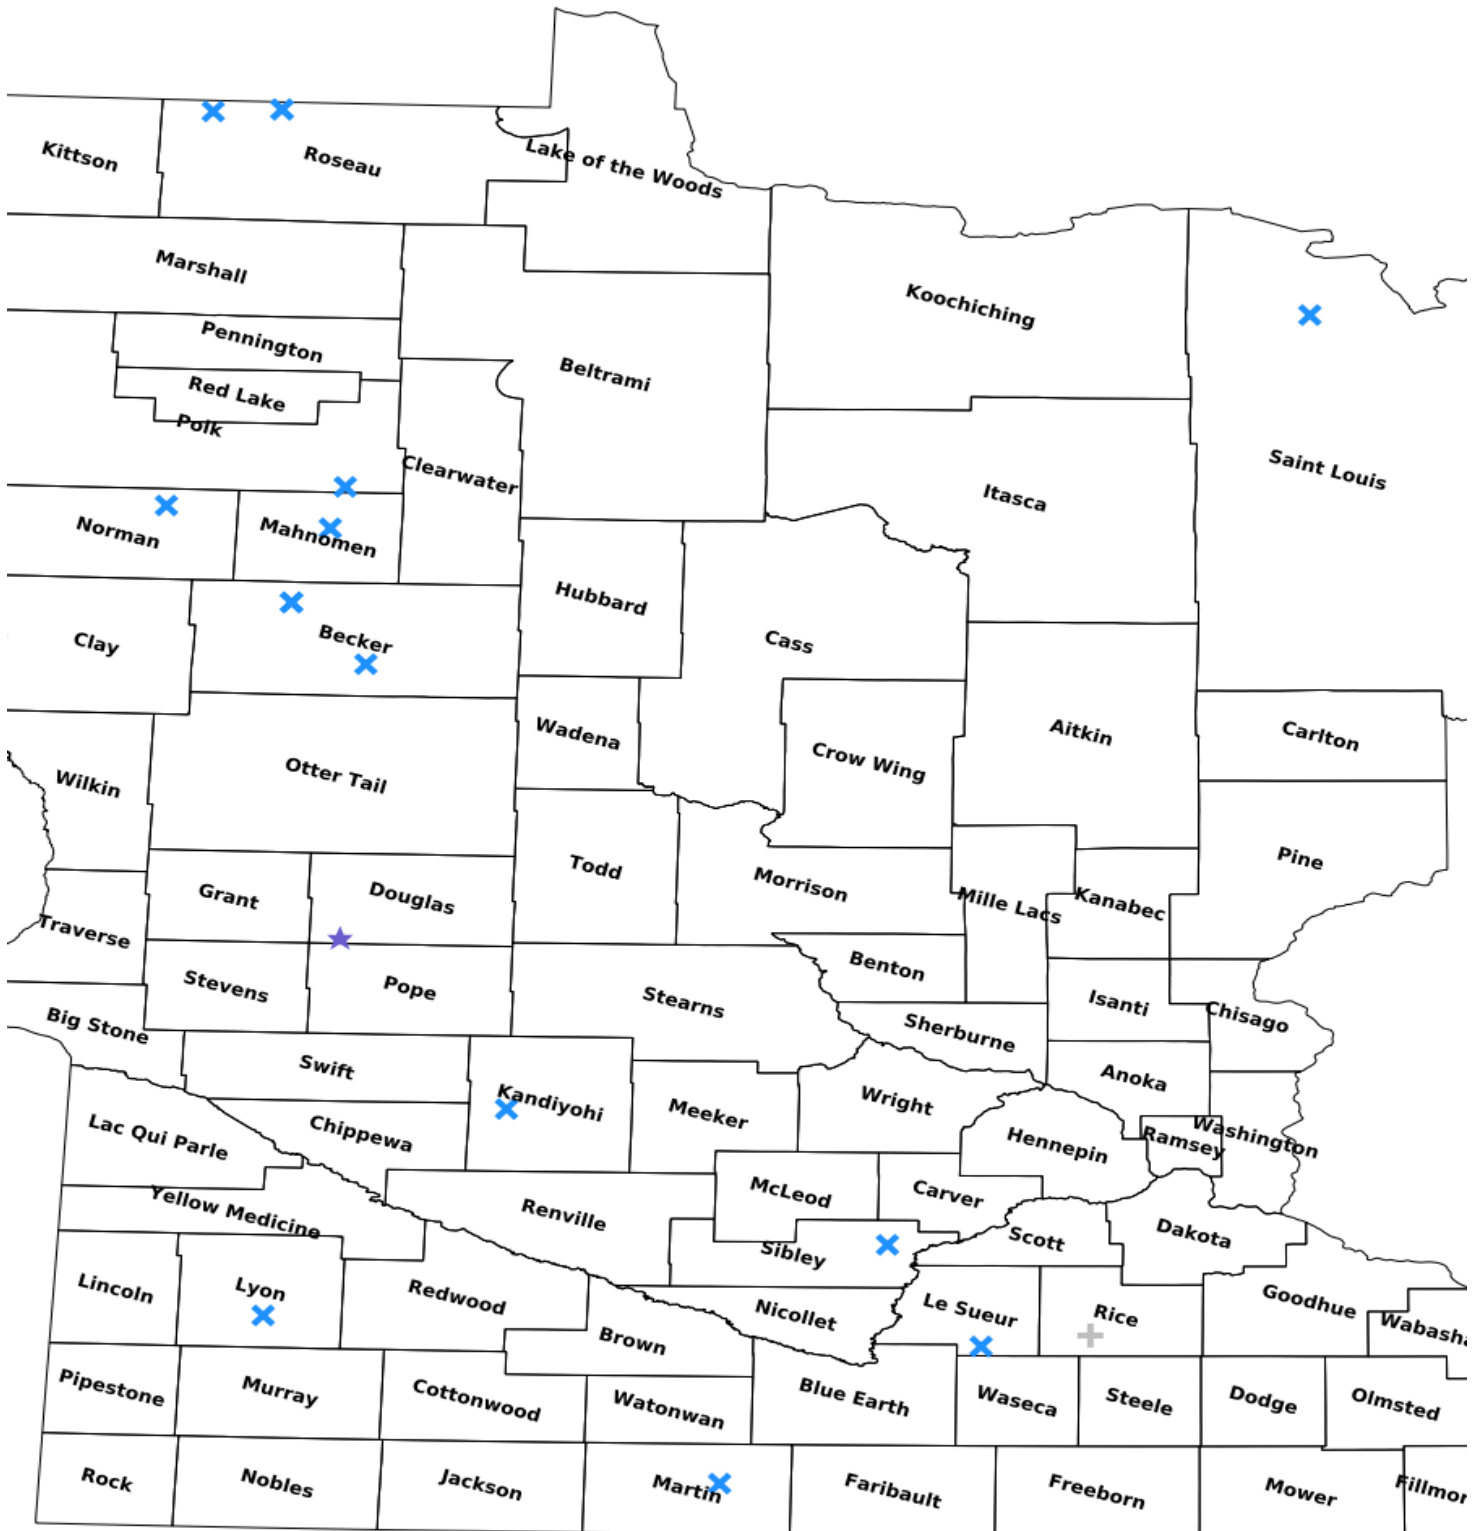 Kittson
Roseau
Lake of the Woods
Marshall
Koochiching
Pennington
Beltrami
Red Lake
Polk
Clearwater
Saint Louis
Itasca
Norman
Mahnomen
Hubbard
Clay
Becker
Cass
Wadena
Aitkin
Carlton
Crow Wing
Otter Tail
Wilkin
Todd
Pine
Grant
Douglas
Morrison
Mille Lacs
Kanabec
Traverse
Benton
Stevens
Pope
Stearns
Isanti
Chisago
Big Stone
Sherburne
Swift
Anoka
Kandiyohi
Wright
Meeker
Lac Qui Parle
Chippewa
Hennepin
Ramsey
Washington
McLeod
Carver
Yellow Medicine
Renville
Scott
Dakota
Sibley
Lincoln
Lyon
Redwood
Nicollet
Le Sueur
Rice
Goodhue
Wabasha
Brown
Pipestone
Murray
Cottonwood
Watonwan
Blue Earth
Waseca
Steele
Dodge
Olmsted
Rock
Nobles
Jackson
Martin
Faribault
Freeborn
Mower
Fillmor